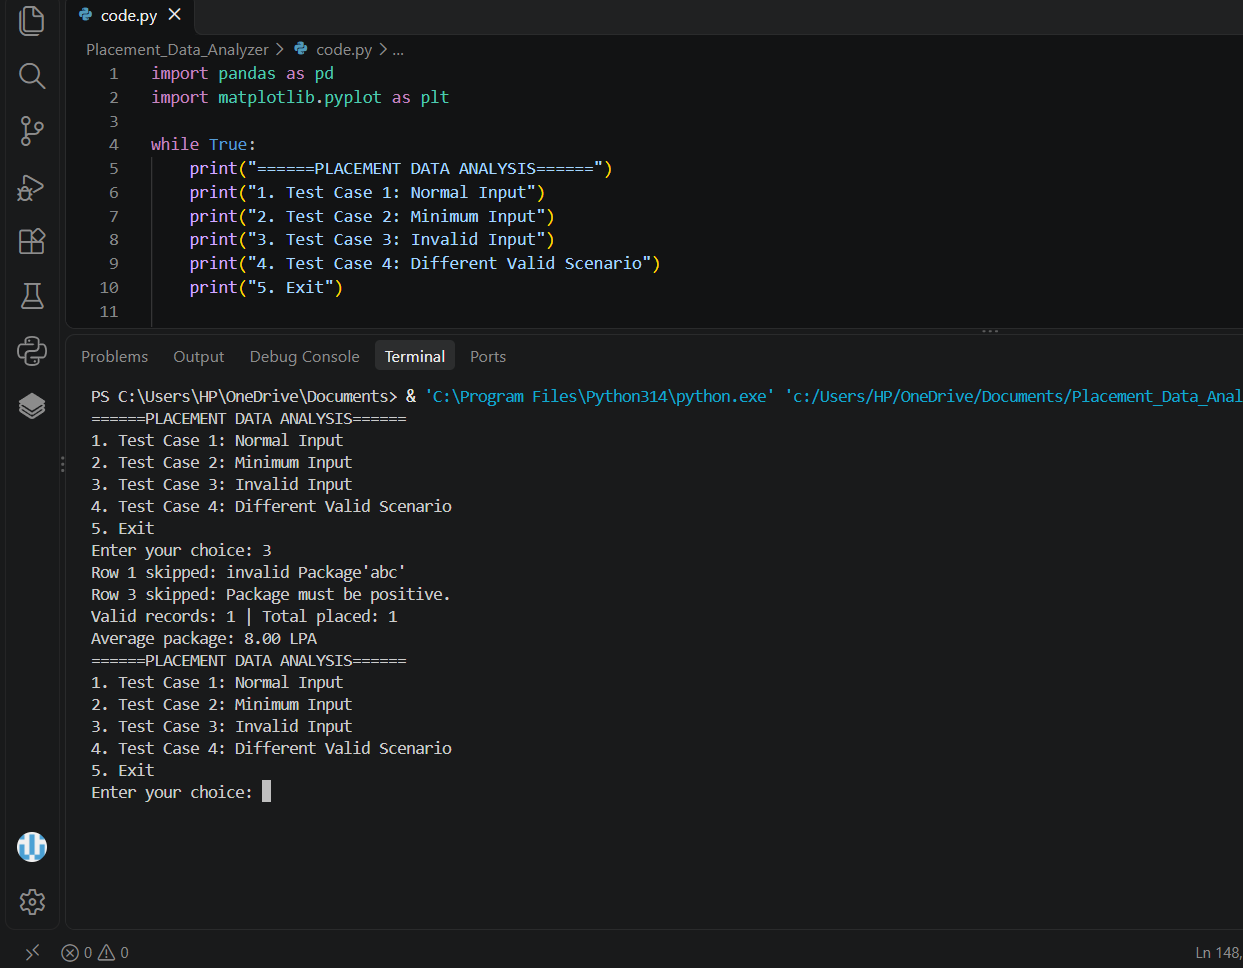 code.py
Placement_Data_Analyzer > code.py > ...
1 import pandas as pd
2 import matplotlib.pyplot as plt
3
4 while True:
5 print("======PLACEMENT DATA ANALYSIS======")
6 print("1. Test Case 1: Normal Input")
7 print("2. Test Case 2: Minimum Input")
8 print("3. Test Case 3: Invalid Input")
9 print("4. Test Case 4: Different Valid Scenario")
10 print("5. Exit")
11
Problems Output Debug Console Terminal Ports
PS C:\Users\HP\OneDrive\Documents> & 'C:\Program Files\Python314\python.exe' 'c:/Users/HP/OneDrive/Documents/Placement_Data_Anal
======PLACEMENT DATA ANALYSIS======
1. Test Case 1: Normal Input
2. Test Case 2: Minimum Input
3. Test Case 3: Invalid Input
4. Test Case 4: Different Valid Scenario
5. Exit
Enter your choice: 3
Row 1 skipped: invalid Package'abc'
Row 3 skipped: Package must be positive.
Valid records: 1 | Total placed: 1
Average package: 8.00 LPA
======PLACEMENT DATA ANALYSIS======
1. Test Case 1: Normal Input
2. Test Case 2: Minimum Input
3. Test Case 3: Invalid Input
4. Test Case 4: Different Valid Scenario
5. Exit
Enter your choice:
0 0
Ln 148,